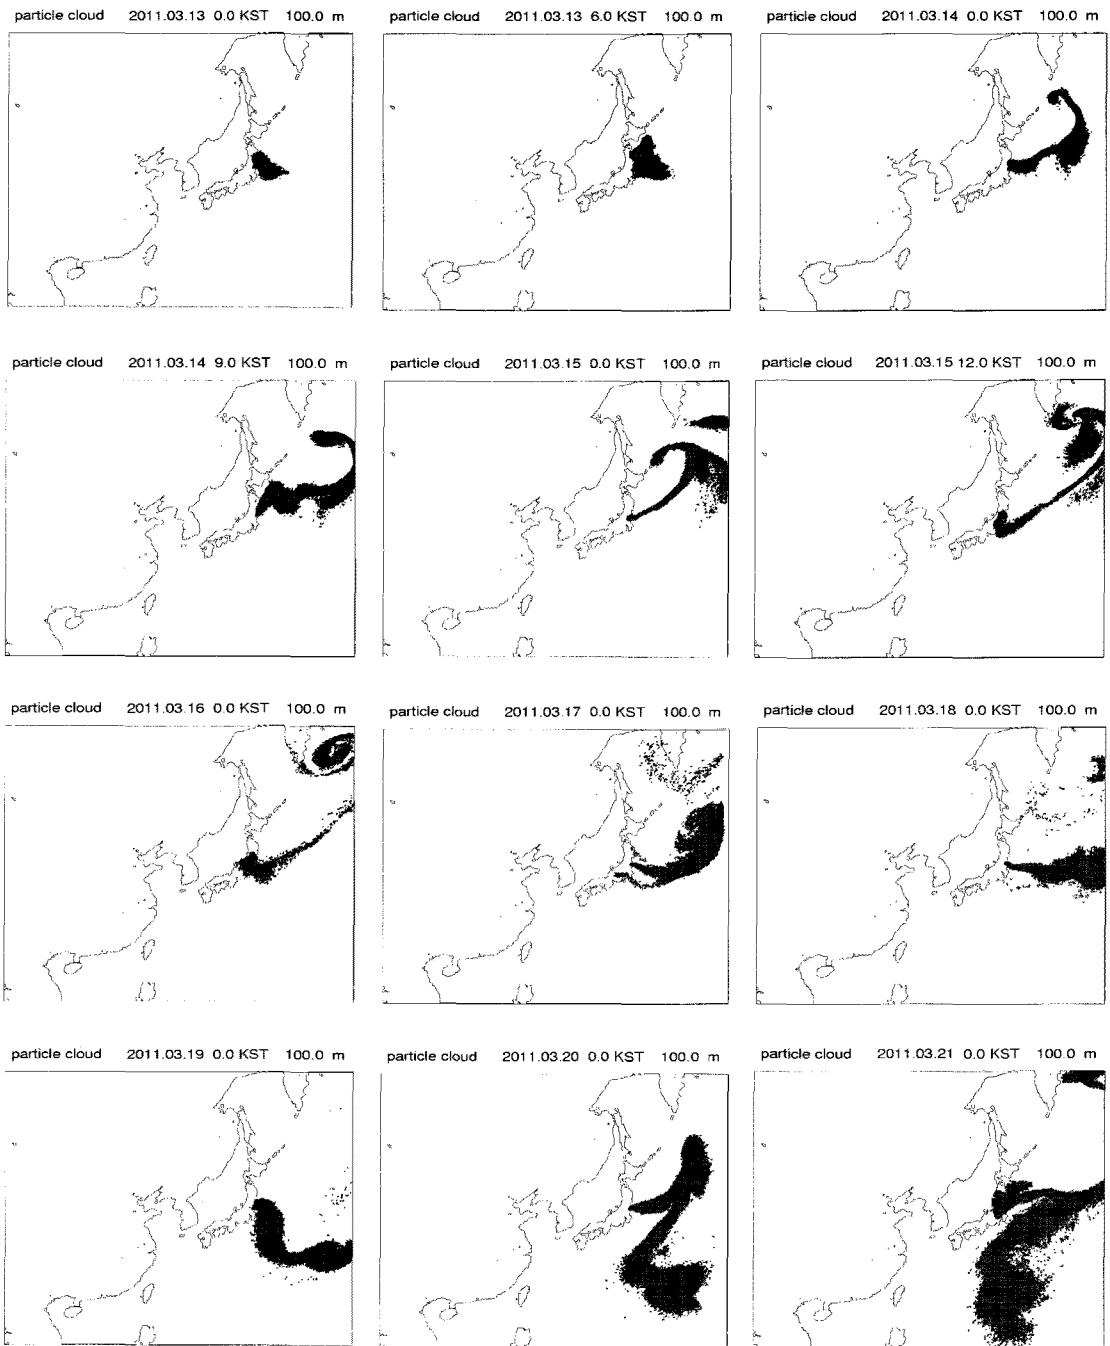 particle cloud 2011.03.13 0.0 KST 100.0 m
particle cloud 2011.03.13 6.0 KST 100.0 m
particle cloud 2011.03.14 0.0 KST 100.0 m
particle cloud 2011.03.14 9.0 KST 100.0 m
particle cloud 2011.03.15 0.0 KST 100.0 m
particle cloud 2011.03.15 12.0 KST 100.0 m
particle cloud 2011.03.16 0.0 KST 100.0 m
particle cloud 2011.03.17 0.0 KST 100.0 m
particle cloud 2011.03.18 0.0 KST 100.0 m
particle cloud 2011.03.19 0.0 KST 100.0 m
particle cloud 2011.03.20 0.0 KST 100.0 m
particle cloud 2011.03.21 0.0 KST 100.0 m